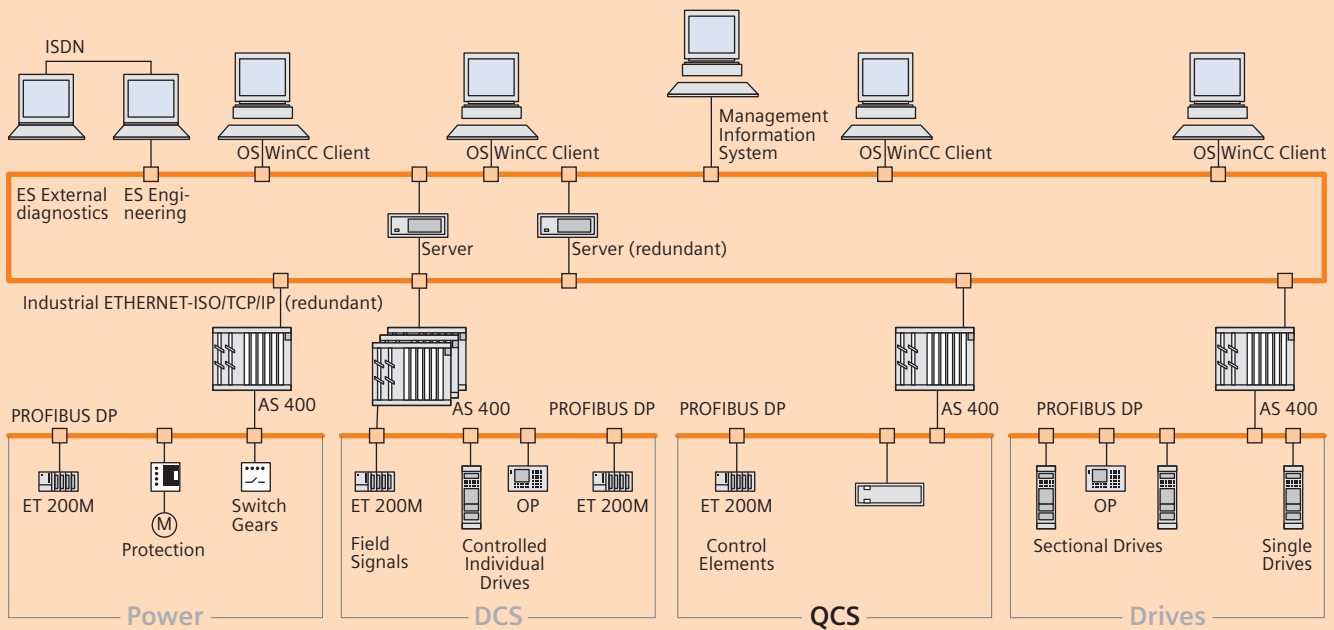 ISDN
Management
Information
System
OS WinCC Client
OS WinCC Client
OS WinCC Client
OS WinCC Client
ES External
diagnostics
ES Engi-
neering
Server
Server (redundant)
Industrial ETHERNET-ISO/TCP/IP (redundant)
AS 400
AS 400
AS 400
AS 400
PROFIBUS DP
PROFIBUS DP
PROFIBUS DP
PROFIBUS DP
ET 200M
M
Protection
Switch
Gears
ET 200M
Field
Signals
Controlled
Individual
Drives
OP
ET 200M
ET 200M
Control
Elements
OP
Sectional Drives
Single
Drives
Power
DCS
QCS
Drives